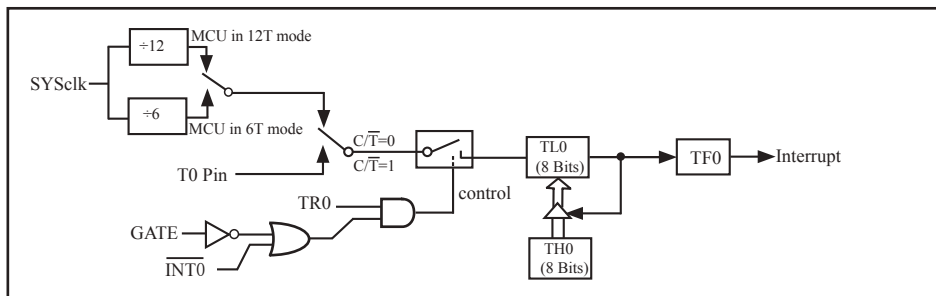 ÷12
MCU in 12T mode
SYSclk
÷6
MCU in 6T mode
C/T̅=0
C/T̅=1
T0 Pin
TL0
(8 Bits)
TF0
Interrupt
control
TR0
GATE
I̅N̅T̅0̅
TH0
(8 Bits)